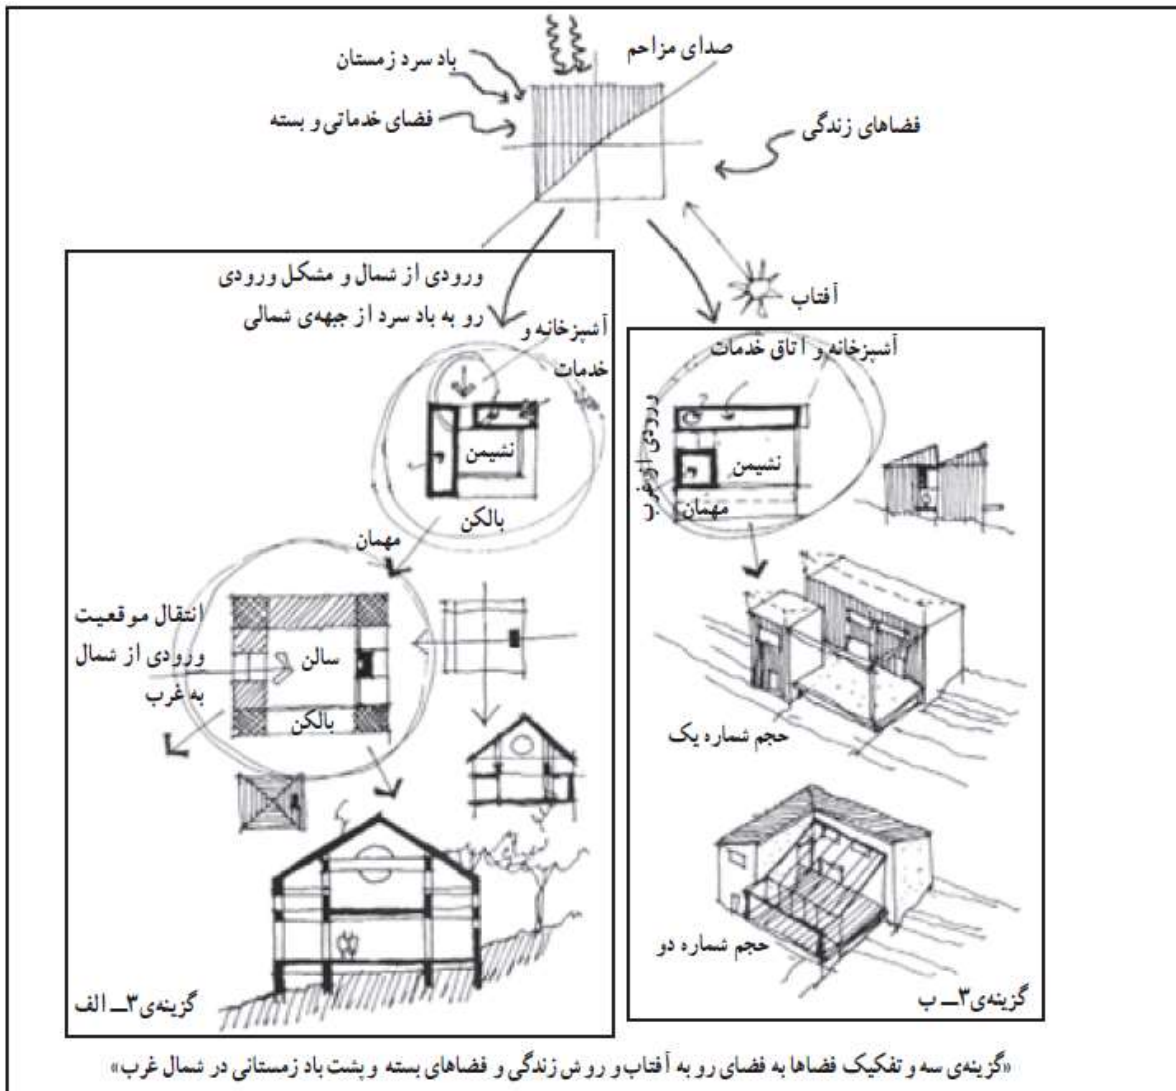 صدای مزاحم
باد سرد زمستان
فضای خدماتی و بسته
فضاهای زندگی
آفتاب
ورودی از شمال و مشکل ورودی
رو به باد سرد از جبهه‌ی شمالی
آشپزخانه و
خدمات
نشیمن
بالکن
مهمان
انتقال موقعیت
ورودی از شمال
به غرب
سالن
بالکن
گزینه‌ی ۳ــ الف
آشپزخانه و اتاق خدمات
ورودی از غرب
نشیمن
مهمان
حجم شماره یک
حجم شماره دو
گزینه‌ی ۳ــ ب
«گزینه‌ی سه و تفکیک فضاها به فضای رو به آفتاب و روش زندگی و فضاهای بسته و پشت باد زمستانی در شمال غرب»